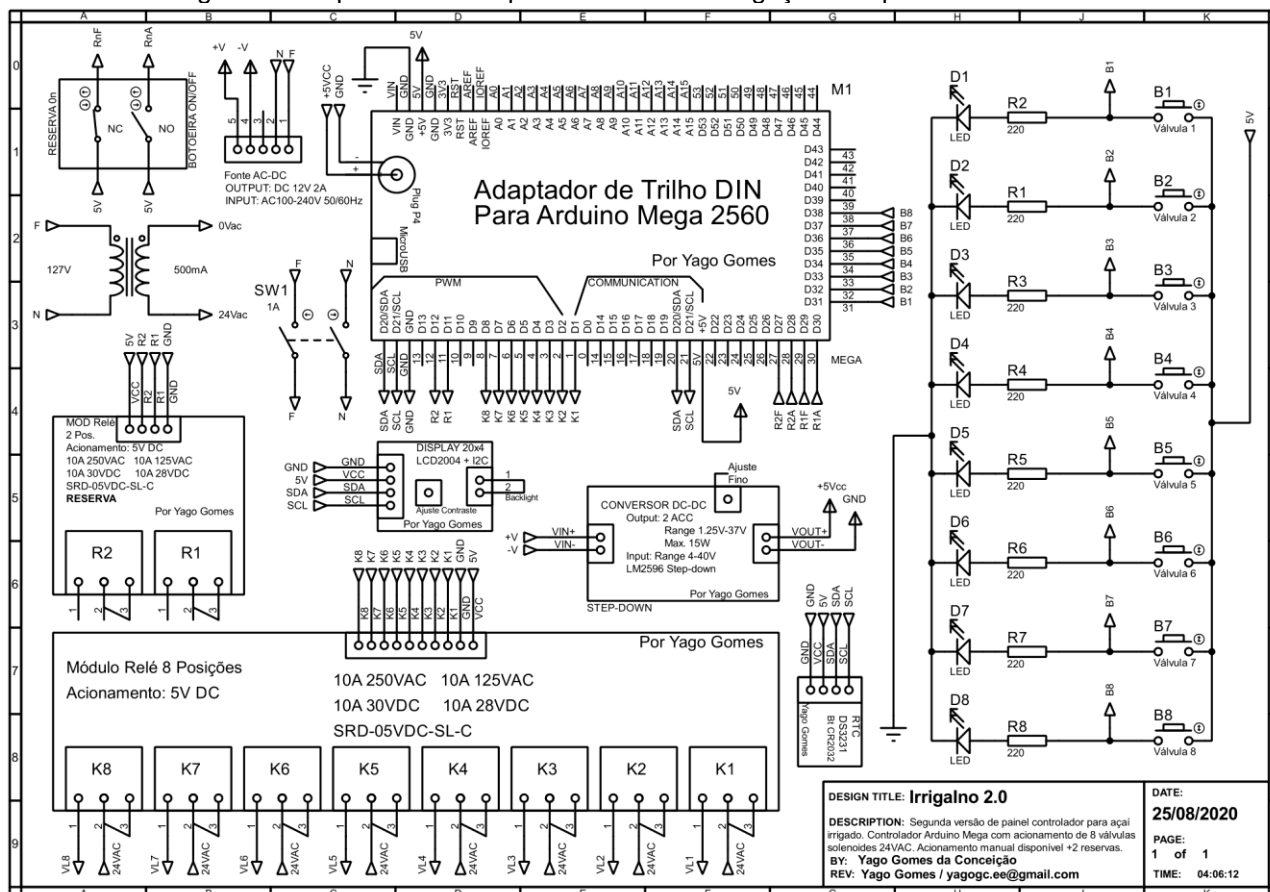 A B C D E F G H J K
0
1
2
3
4
5
6
7
8
9
RnF RnA
RESERVA 0n
NC NO
BOTOEIRA ON/OFF
5V 5V
+V -V N F
5 4 3 2 1
Fonte AC-DC
OUTPUT: DC 12V 2A
INPUT: AC100-240V 50/60Hz
F 0Vac
127V 500mA
N 24Vac
SW1
1A
F N
F N
+5VCC GND
5V
VIN GND 5V GND 3V3 RST AREF IOREF A0 A1 A2 A3 A4 A5 A6 A7 A8 A9 A10 A11 A12 A13 A14 A15 53 52 51 50 49 48 47 46 45 44
M1
VIN GND +5V GND 3V3 RST AREF IOREF A0 A1 A2 A3 A4 A5 A6 A7 A8 A9 A10 A11 A12 A13 A14 A15 D53 D52 D51 D50 D49 D48 D47 D46 D45 D44
- +
Plug P4
MicroUSB
Adaptador de Trilho DIN
Para Arduino Mega 2560
Por Yago Gomes
PWM
COMMUNICATION
D43 43
D42 42
D41 41
D40 40
D39 39
D38 38 B8
D37 37 B7
D36 36 B6
D35 35 B5
D34 34 B4
D33 33 B3
D32 32 B2
D31 31 B1
D20/SDA D21/SCL GND D13 D12 D11 D10 D9 D8 D7 D6 D5 D4 D3 D2 D1 D0 D14 D15 D16 D17 D18 D19 D20/SDA D21/SCL +5V D22 D23 D24 D25 D26 D27 D28 D29 D30
MEGA
SDA SCL GND 13 12 11 10 9 8 7 6 5 4 3 2 1 0 14 15 16 17 18 19 20 21 5V 22 23 24 25 26 27 28 29 30
SDA SCL GND R2 R1 K8 K7 K6 K5 K4 K3 K2 K1 SDA SCL R2F R2A R1F R1A
5V
5V R2 R1 GND
VCC R2 R1 GND
MOD Relé
2 Pos.
Acionamento: 5V DC
10A 250VAC 10A 125VAC
10A 30VDC 10A 28VDC
SRD-05VDC-SL-C
RESERVA
Por Yago Gomes
R2 R1
1 2 3 1 2 3
GND GND
5V VCC
SDA SDA
SCL SCL
DISPLAY 20x4
LCD2004 + I2C
1
2
Backlight
Ajuste Contraste
Por Yago Gomes
Ajuste
Fino
CONVERSOR DC-DC
Output: 2 ACC
Range 1.25V-37V
Max. 15W
Input: Range 4-40V
LM2596 Step-down
Por Yago Gomes
STEP-DOWN
+V VIN+
-V VIN-
+5Vcc GND
VOUT+
VOUT-
K8 K7 K6 K5 K4 K3 K2 K1 GND 5V
K8 K7 K6 K5 K4 K3 K2 K1 GND VCC
Por Yago Gomes
Módulo Relé 8 Posições
Acionamento: 5V DC
10A 250VAC 10A 125VAC
10A 30VDC 10A 28VDC
SRD-05VDC-SL-C
K8 K7 K6 K5 K4 K3 K2 K1
1 2 3 1 2 3 1 2 3 1 2 3 1 2 3 1 2 3 1 2 3 1 2 3
VL8 24VAC VL7 24VAC VL6 24VAC VL5 24VAC VL4 24VAC VL3 24VAC VL2 24VAC VL1 24VAC
GND 5V SDA SCL
GND VCC SDA SCL
RTC
DS3231
Bt CR2032
Yago Gomes
D1 LED R2 220 B1 B1 Válvula 1
5V
D2 LED R1 220 B2 B2 Válvula 2
D3 LED R3 220 B3 B3 Válvula 3
D4 LED R4 220 B4 B4 Válvula 4
D5 LED R5 220 B5 B5 Válvula 5
D6 LED R6 220 B6 B6 Válvula 6
D7 LED R7 220 B7 B7 Válvula 7
D8 LED R8 220 B8 B8 Válvula 8
DESIGN TITLE: Irrigalno 2.0
DESCRIPTION: Segunda versão de painel controlador para açaí
irrigado. Controlador Arduino Mega com acionamento de 8 válvulas
solenoides 24VAC. Acionamento manual disponível +2 reservas.
BY: Yago Gomes da Conceição
REV: Yago Gomes / yagogc.ee@gmail.com
DATE:
25/08/2020
PAGE:
1 of 1
TIME: 04:06:12